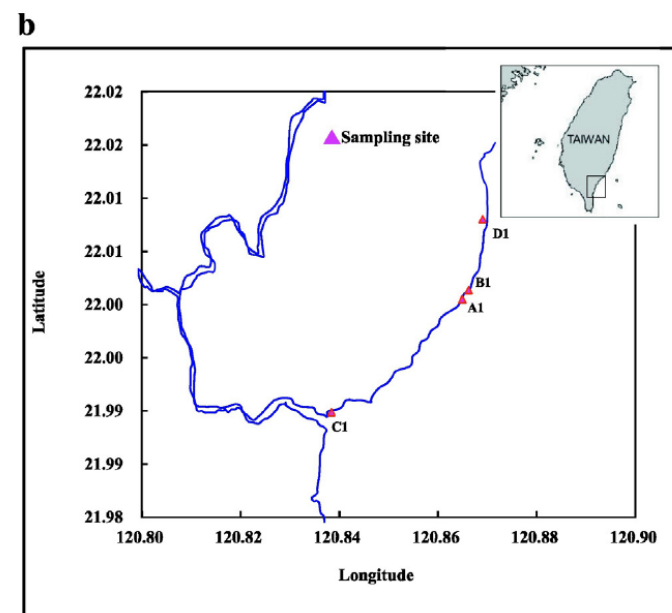 b
22.02
22.02
22.01
22.01
22.00
22.00
21.99
21.99
21.98
Latitude
Sampling site
TAIWAN
D1
B1
A1
C1
120.80 120.82 120.84 120.86 120.88 120.90
Longitude